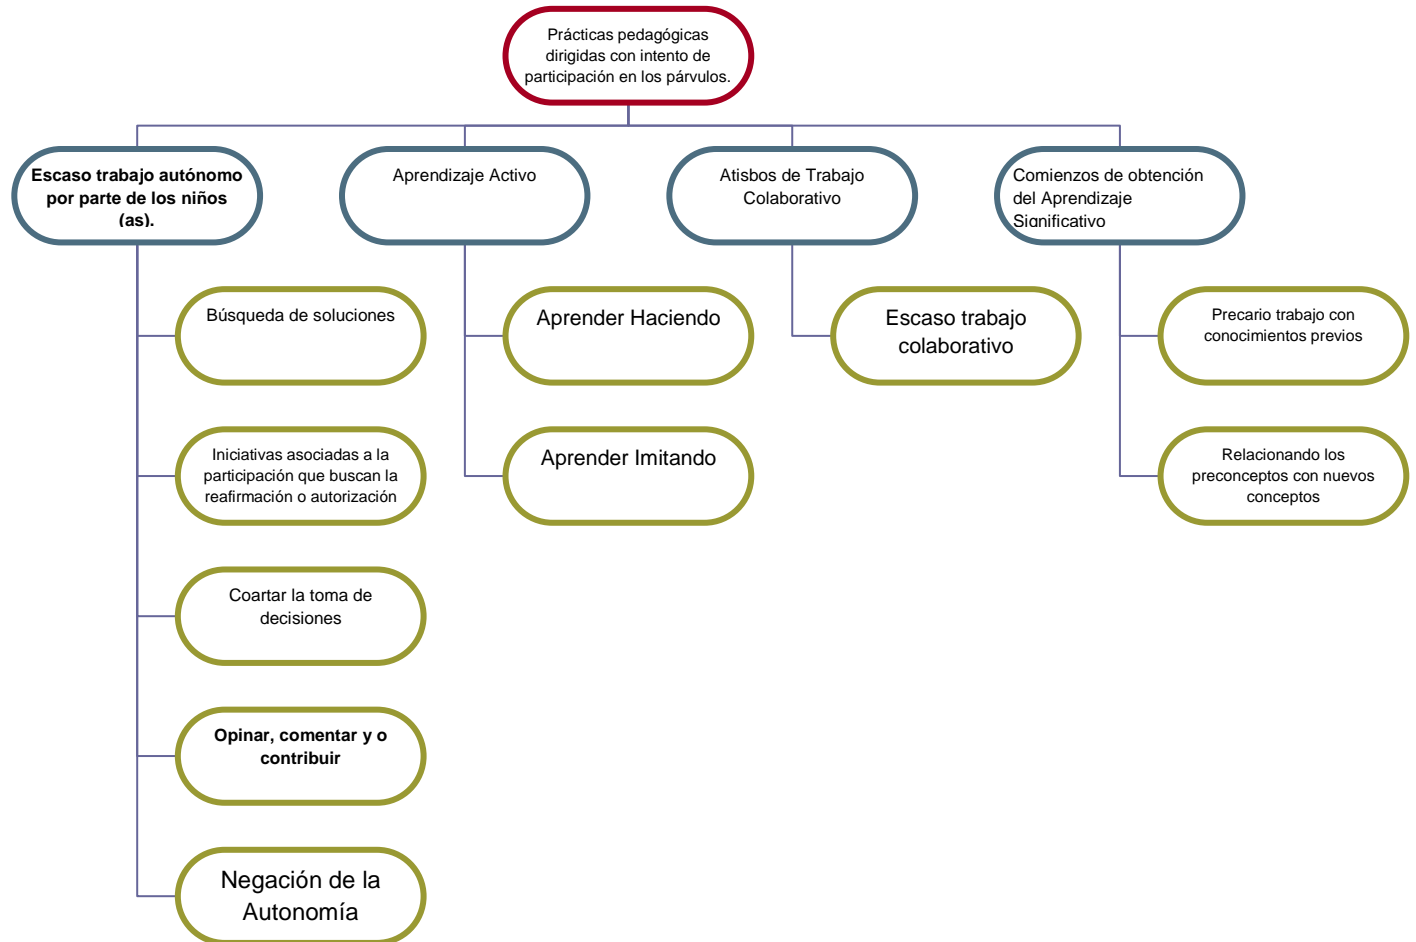 Prácticas pedagógicas
dirigidas con intento de
participación en los párvulos.
Escaso trabajo autónomo
por parte de los niños
(as).
Aprendizaje Activo
Atisbos de Trabajo
Colaborativo
Comienzos de obtención
del Aprendizaje
Significativo
Búsqueda de soluciones
Aprender Haciendo
Escaso trabajo
colaborativo
Precario trabajo con
conocimientos previos
Iniciativas asociadas a la
participación que buscan la
reafirmación o autorización
Aprender Imitando
Relacionando los
preconceptos con nuevos
conceptos
Coartar la toma de
decisiones
Opinar, comentar y o
contribuir
Negación de la
Autonomía